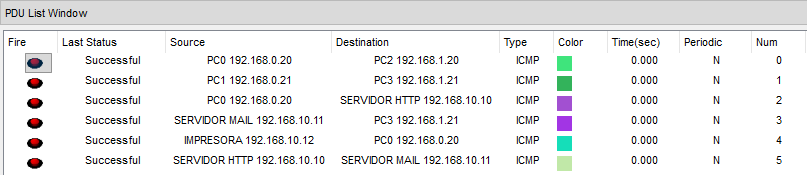 PDU List Window
Fire Last Status Source Destination Type Color Time(sec) Periodic Num
Successful PC0 192.168.0.20 PC2 192.168.1.20 ICMP 0.000 N 0
Successful PC1 192.168.0.21 PC3 192.168.1.21 ICMP 0.000 N 1
Successful PC0 192.168.0.20 SERVIDOR HTTP 192.168.10.10 ICMP 0.000 N 2
Successful SERVIDOR MAIL 192.168.10.11 PC3 192.168.1.21 ICMP 0.000 N 3
Successful IMPRESORA 192.168.10.12 PC0 192.168.0.20 ICMP 0.000 N 4
Successful SERVIDOR HTTP 192.168.10.10 SERVIDOR MAIL 192.168.10.11 ICMP 0.000 N 5